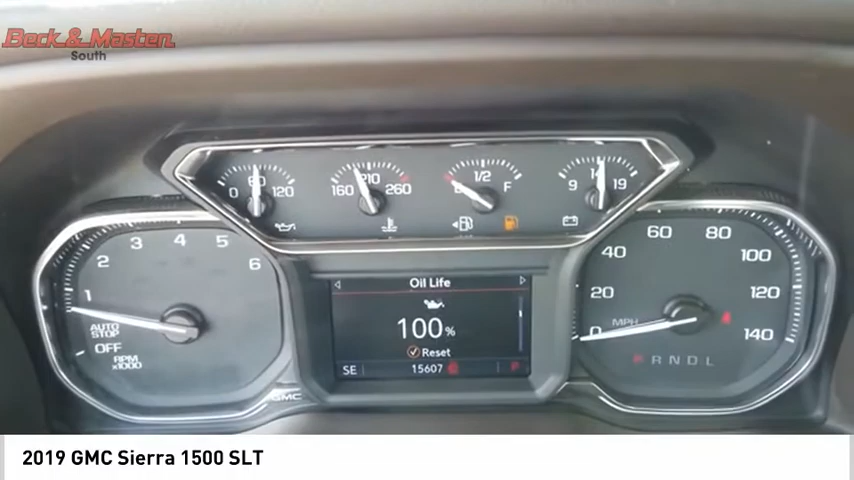 Beck & Masten
South
0 60 120
160 210 260
1/2 F
9 14 19
1 2 3 4 5 6
AUTO
STOP
OFF
RPM
x1000
GMC
Oil Life
100%
Reset
SE 15607
0 20 40 60 80 100 120 140
MPH
P R N D L
2019 GMC Sierra 1500 SLT